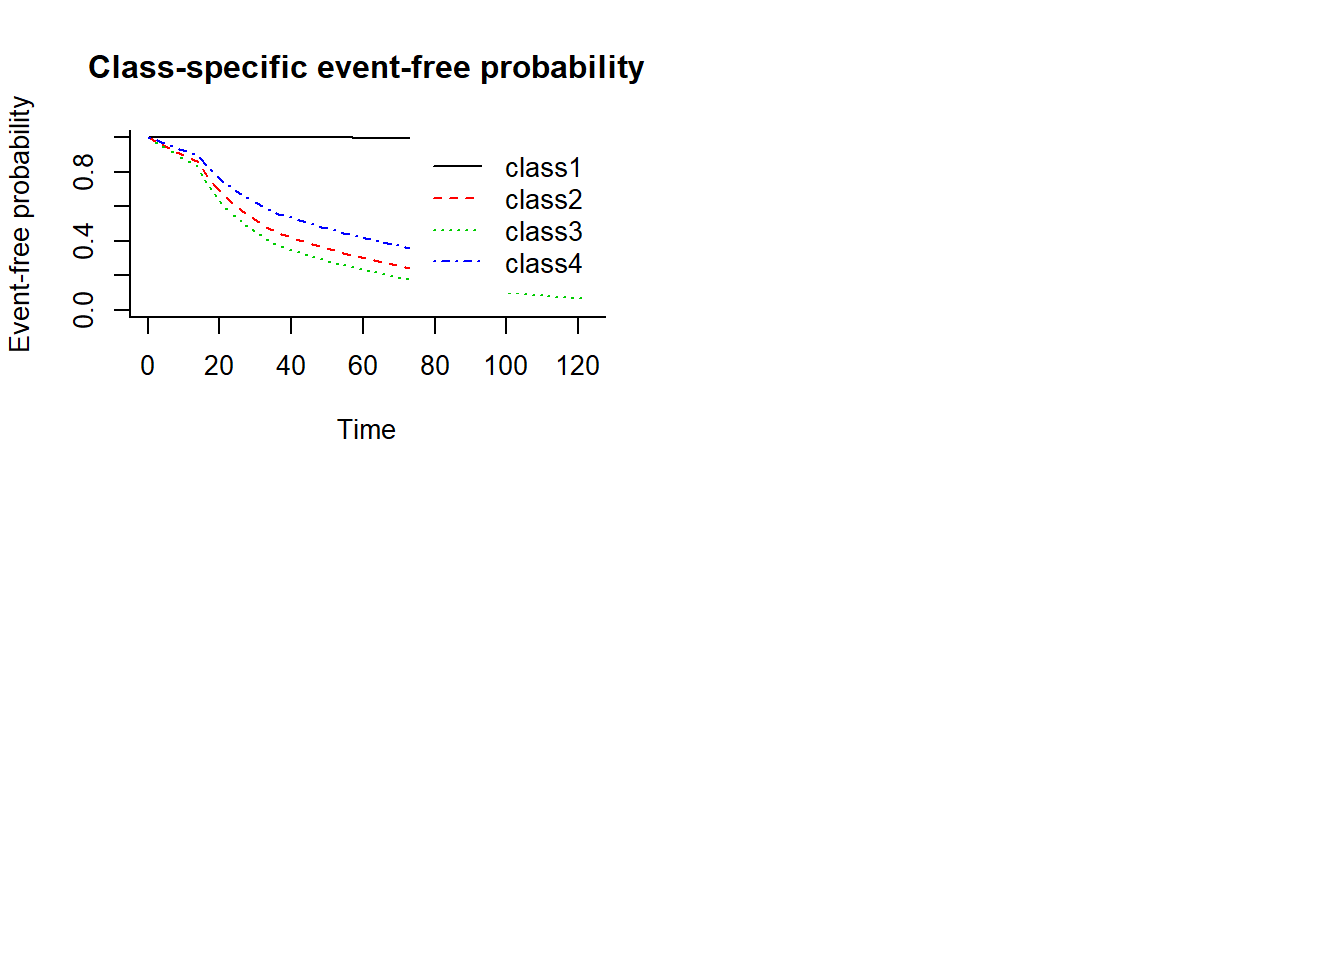 Class-specific event-free probability
Event-free probability
0.8
0.4
0.0
class1
class2
class3
class4
0 20 40 60 80 100 120
Time